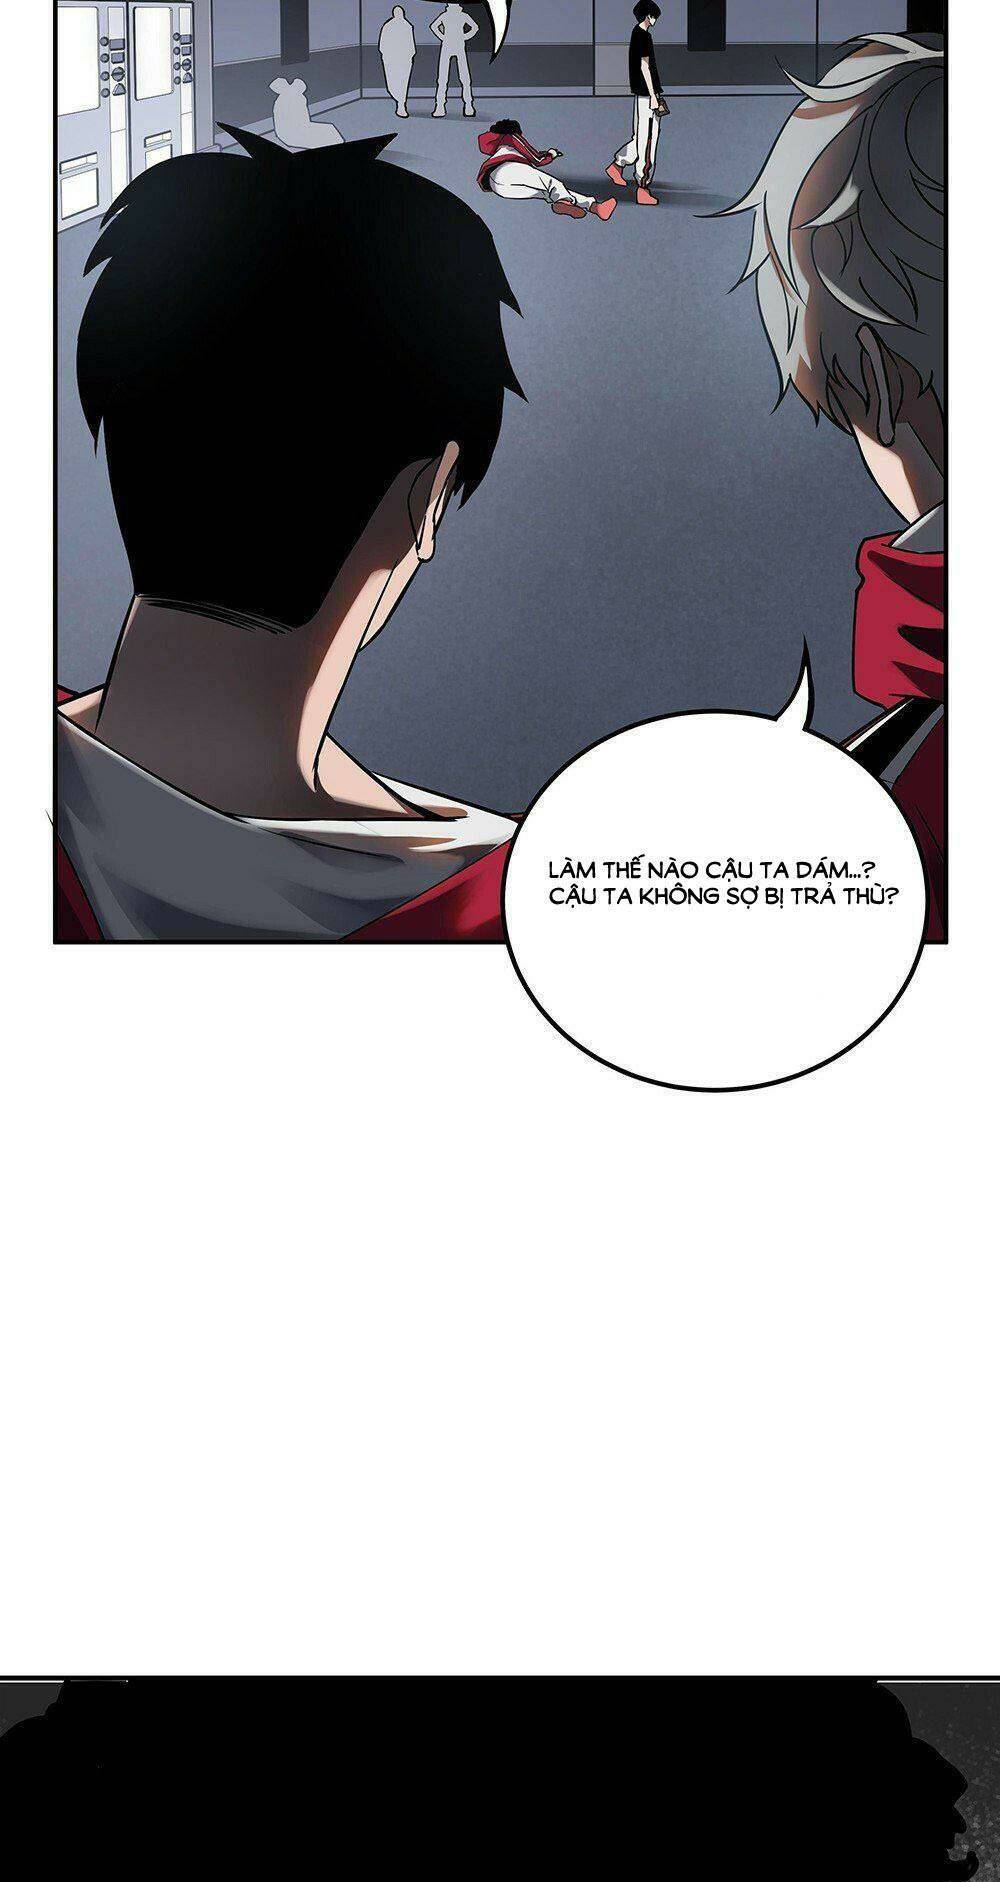 LÀM THẾ NÀO CẬU TA DÁM...?
CẬU TA KHÔNG SỢ BỊ TRẢ THÙ?